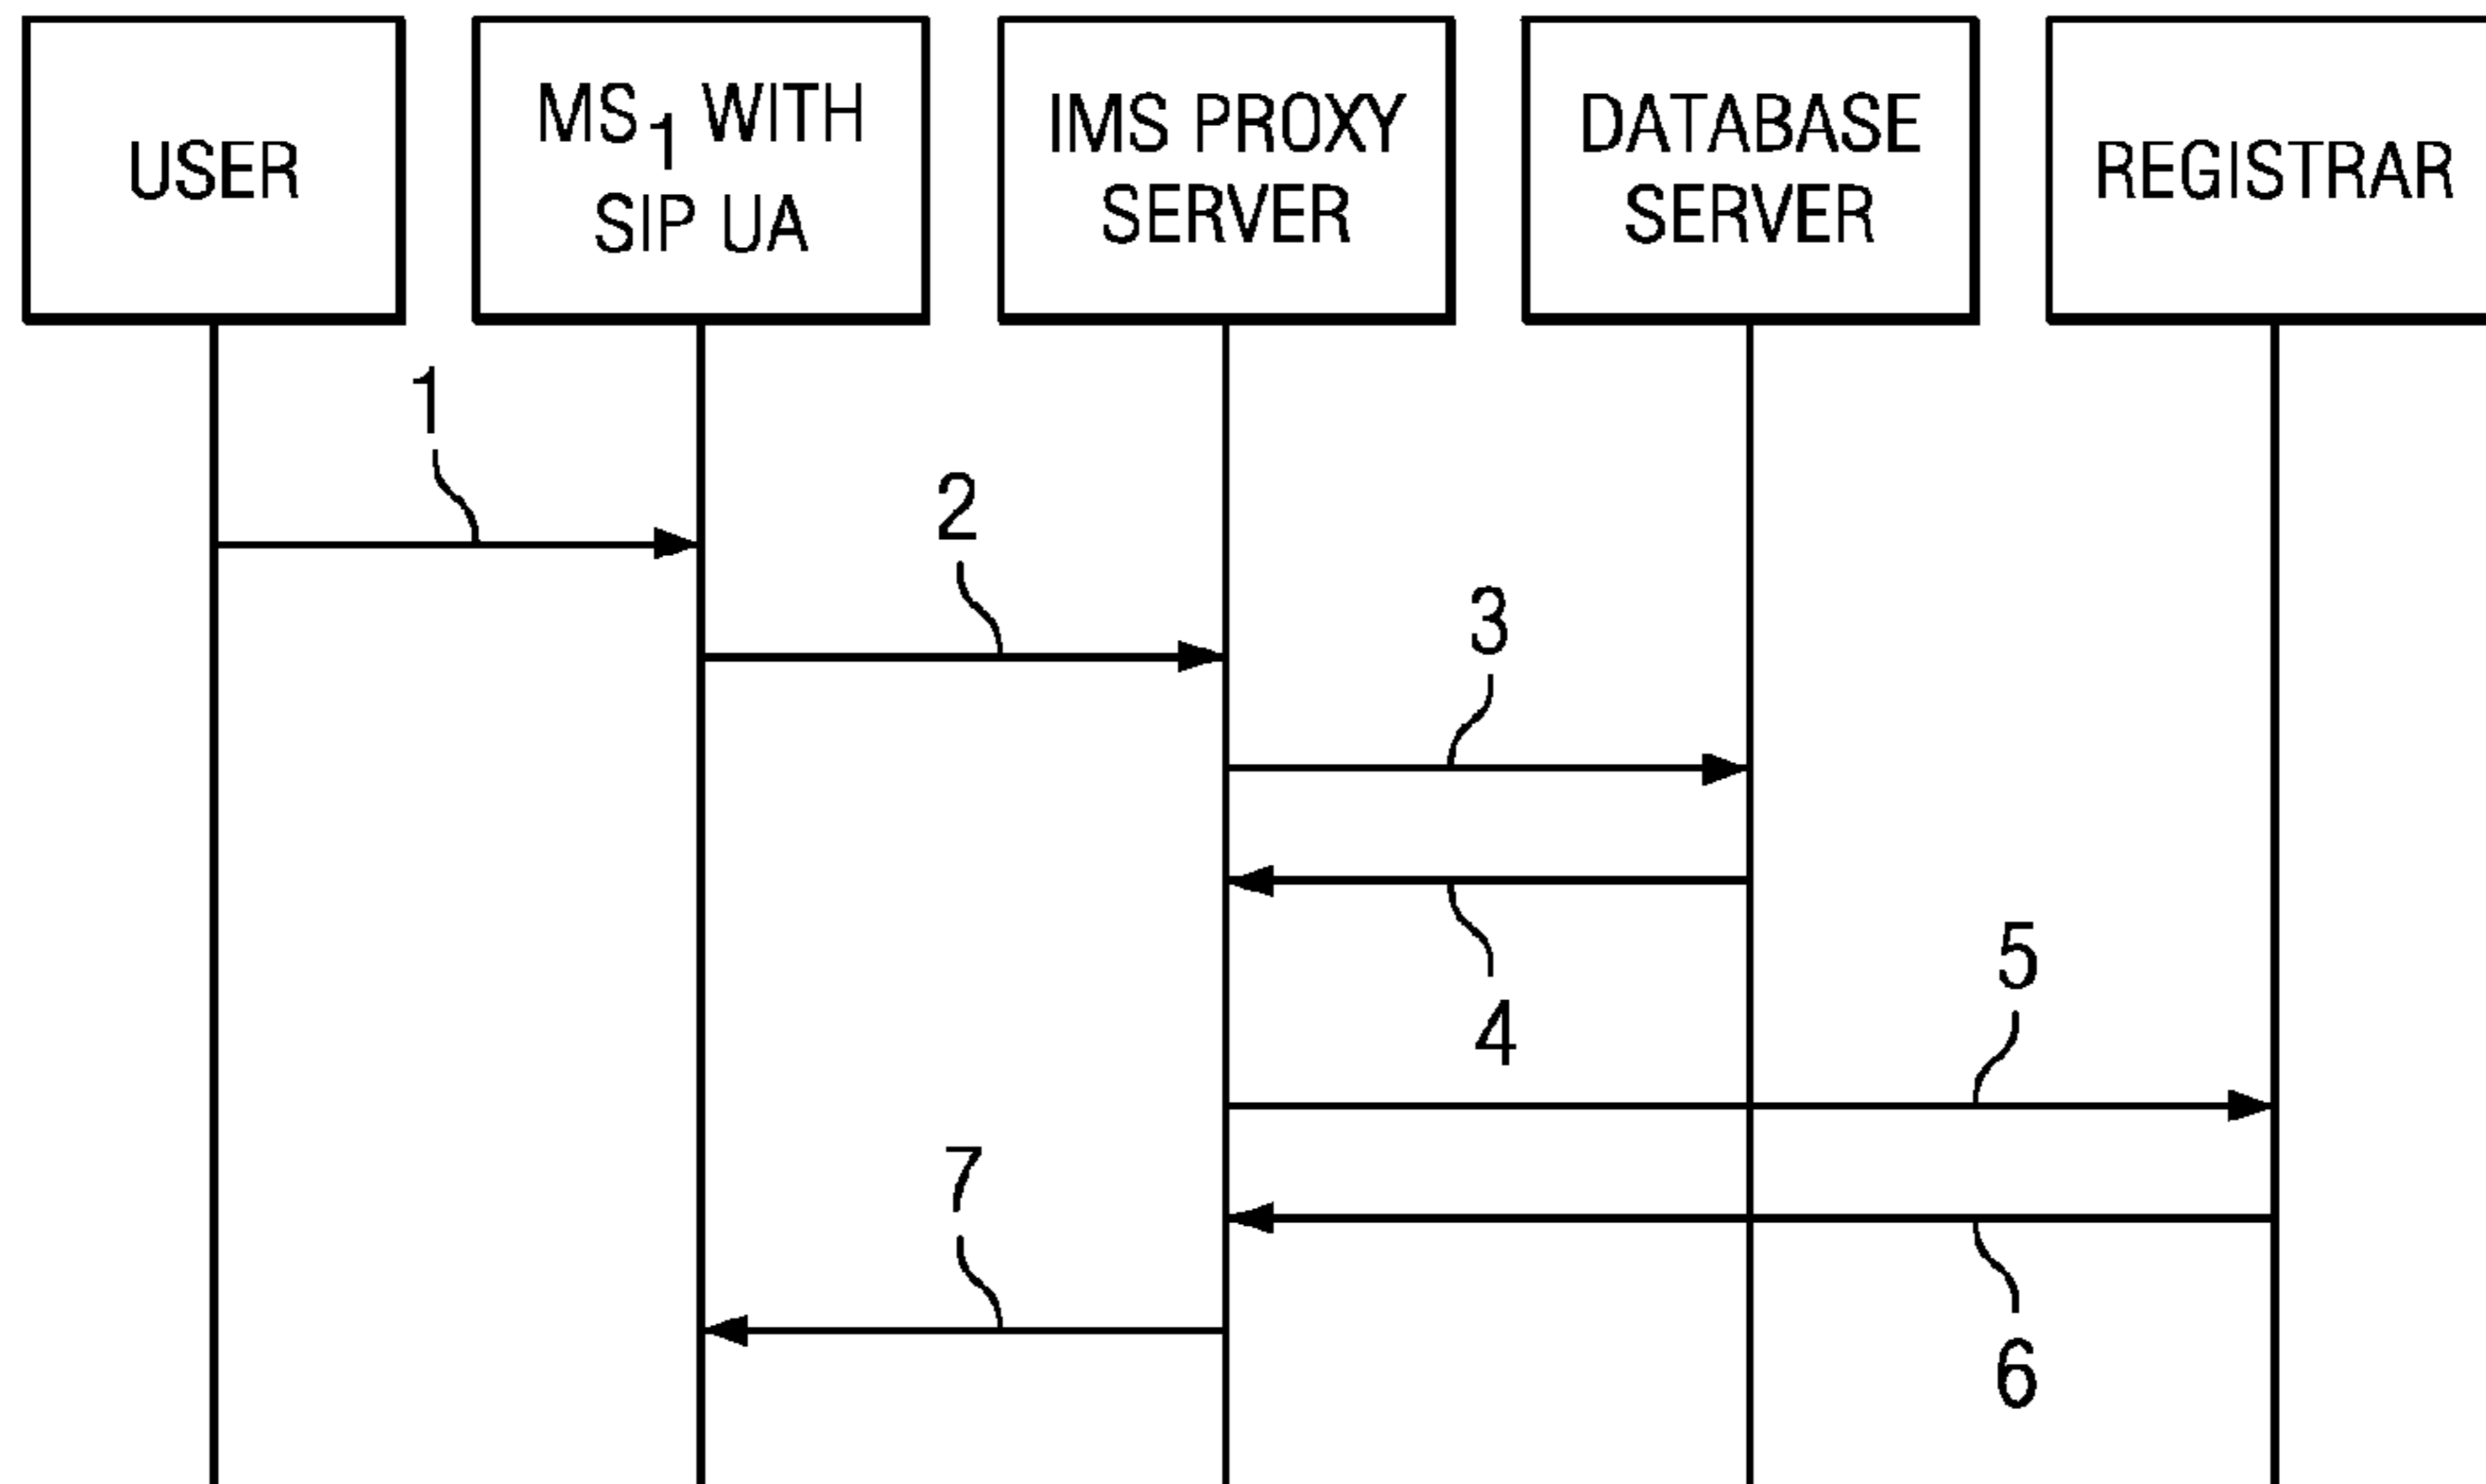 USER
MS1 WITH
SIP UA
IMS PROXY
SERVER
DATABASE
SERVER
REGISTRAR
1
2
3
4
5
6
7